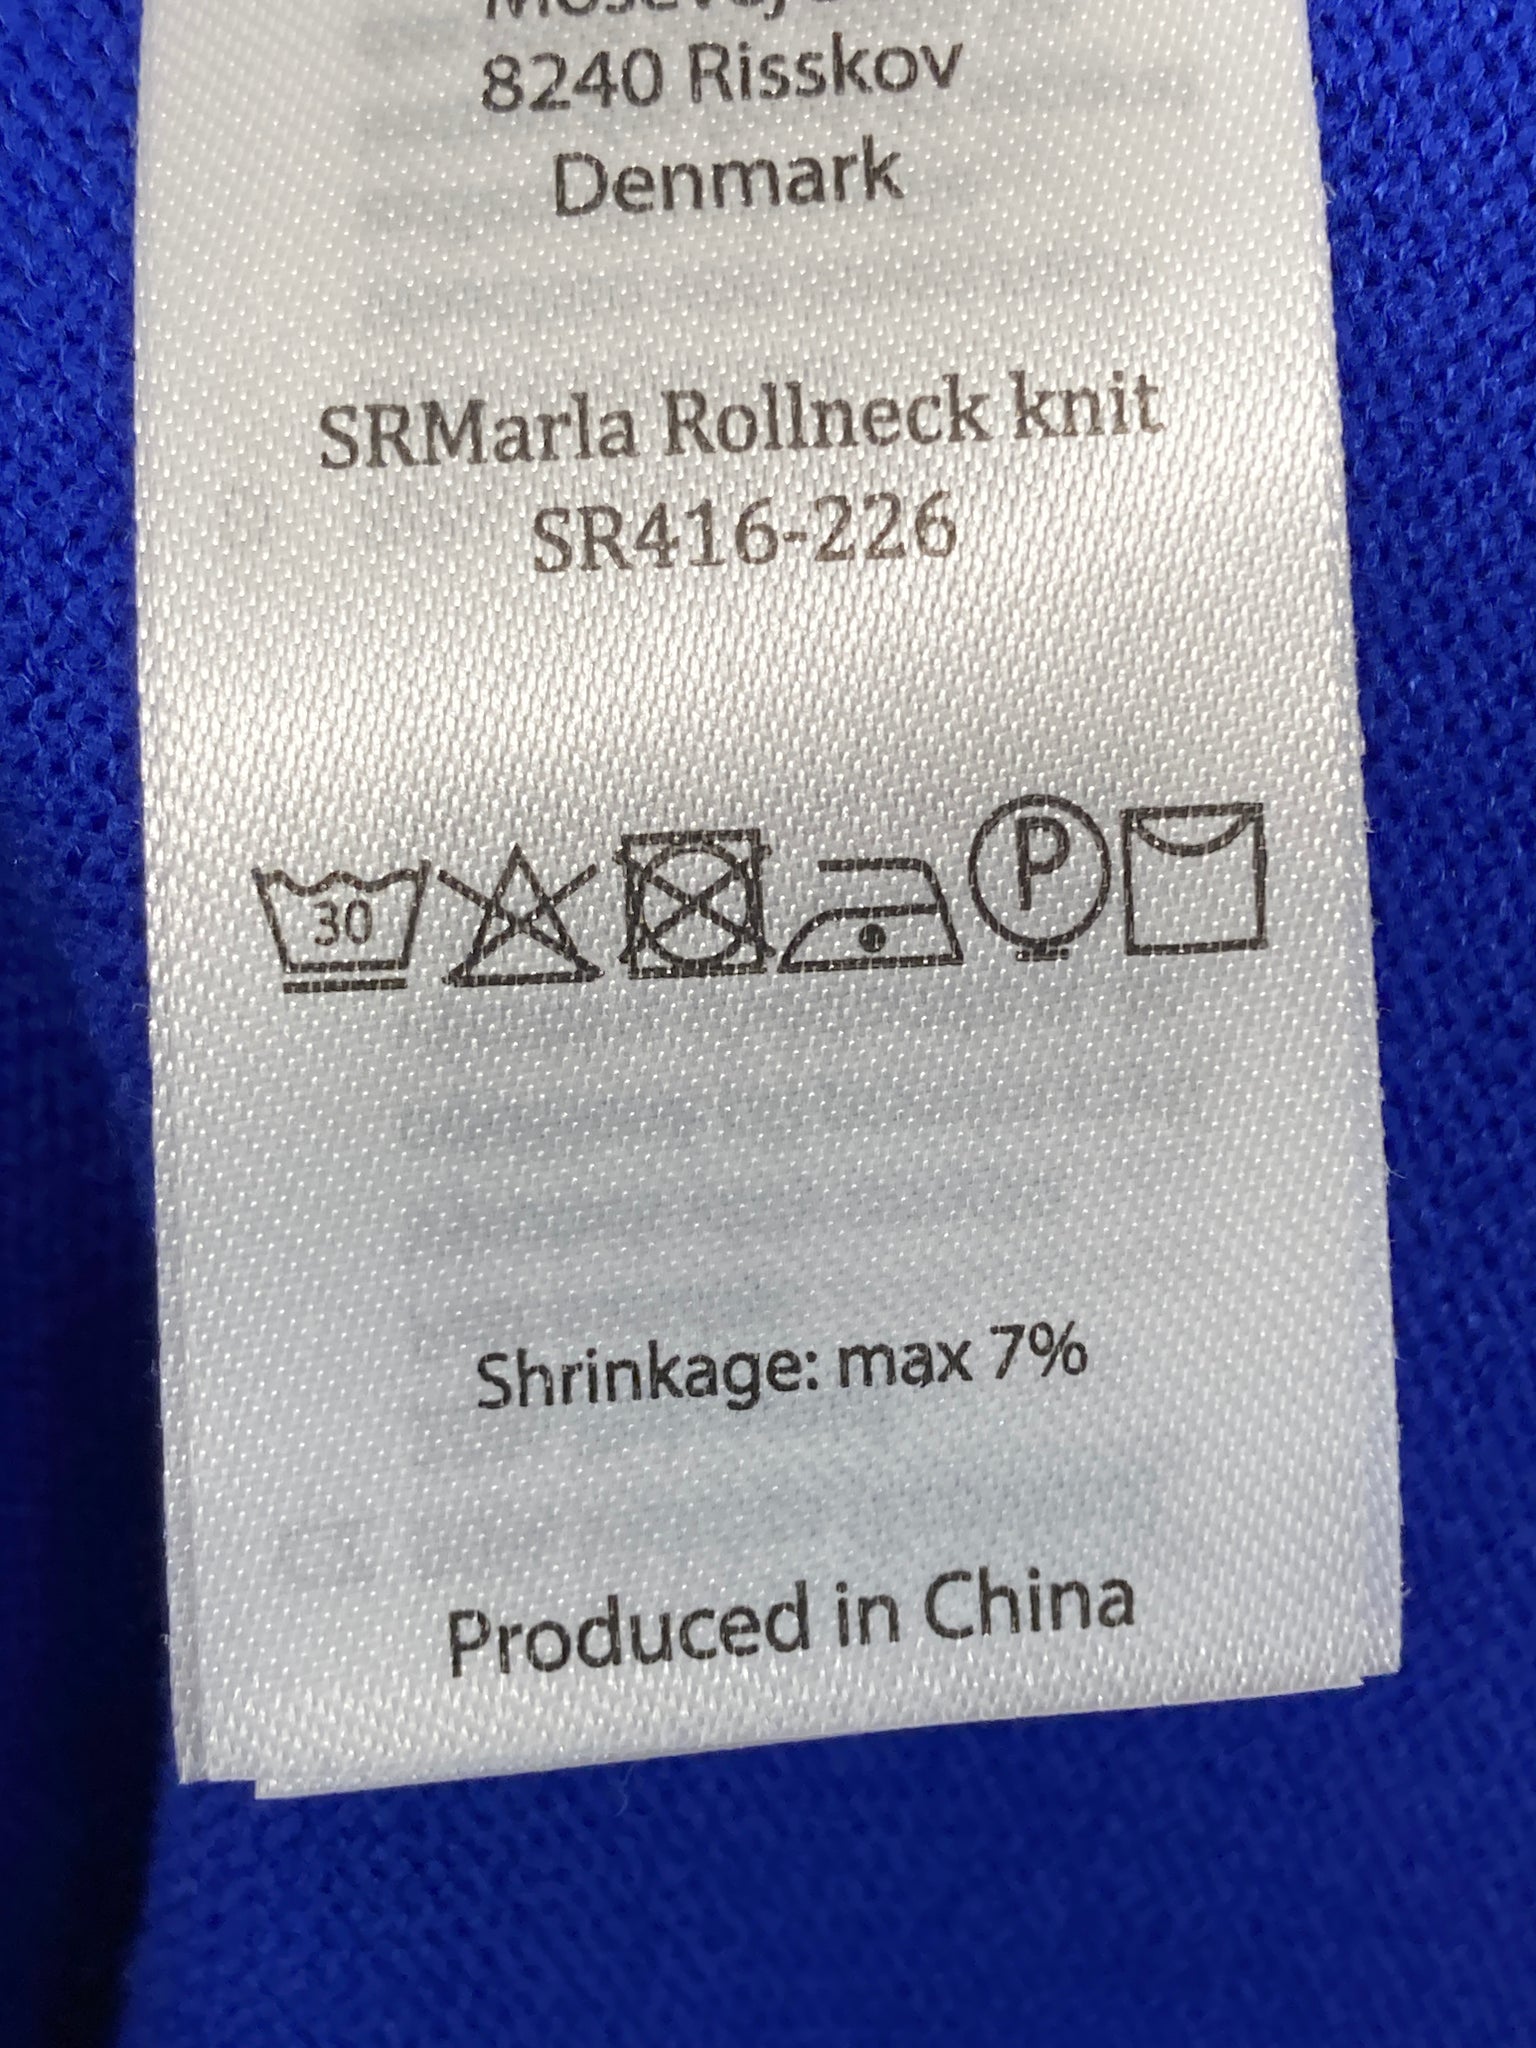 8240 Risskov
Denmark
SRMarla Rollneck knit
SR416-226
30
P
Shrinkage: max 7%
Produced in China